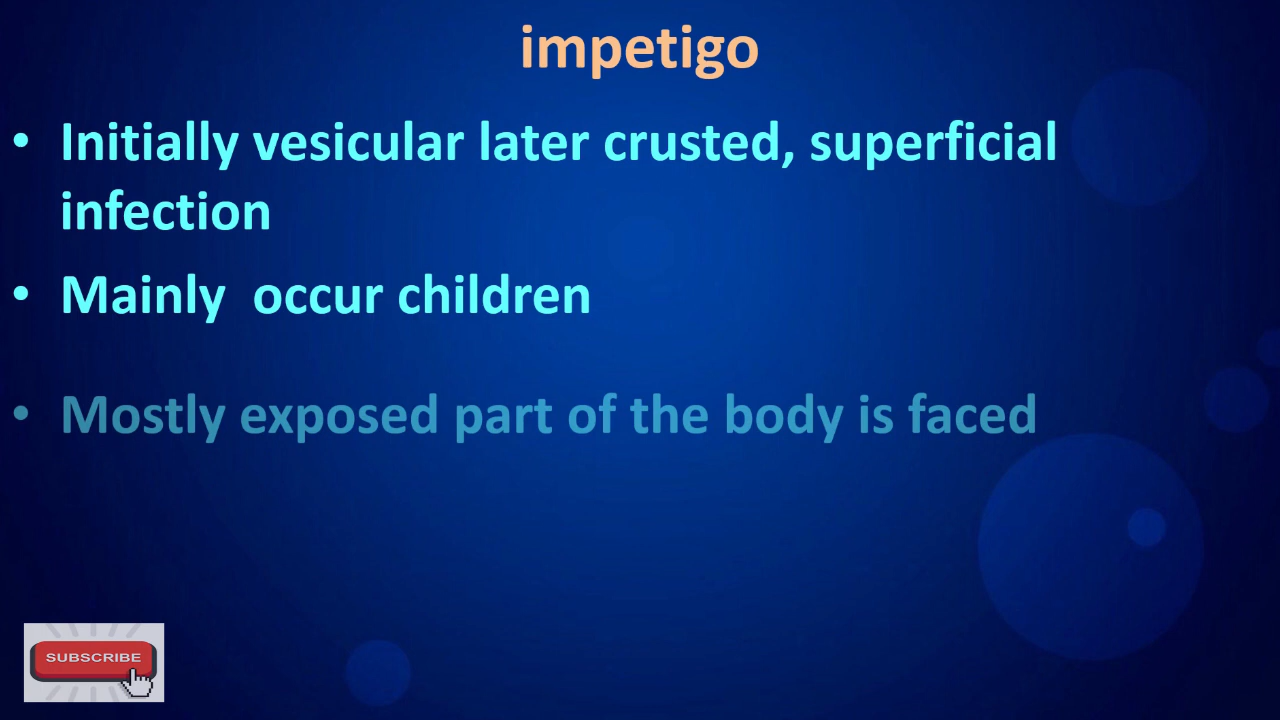 impetigo
• Initially vesicular later crusted, superficial
infection
• Mainly  occur children
• Mostly exposed part of the body is faced
SUBSCRIBE